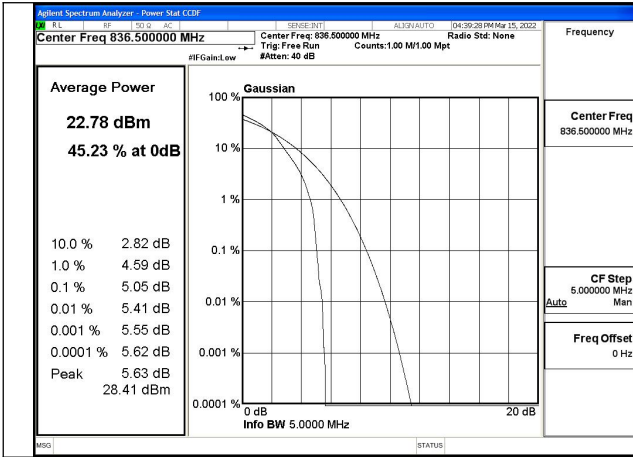 Agilent Spectrum Analyzer - Power Stat CCDF
RL RF 50 Ω AC SENSE:INT ALIGN AUTO 04:39:28 PM Mar 15, 2022
Center Freq 836.500000 MHz
Center Freq: 836.500000 MHz Radio Std: None
Trig: Free Run Counts:1.00 M/1.00 Mpt
#IFGain:Low #Atten: 40 dB
Average Power
22.78 dBm
45.23 % at 0dB
10.0 % 2.82 dB
1.0 % 4.59 dB
0.1 % 5.05 dB
0.01 % 5.41 dB
0.001 % 5.55 dB
0.0001 % 5.62 dB
Peak 5.63 dB
28.41 dBm
Gaussian
100 %
10 %
1 %
0.1 %
0.01 %
0.001 %
0.0001 %
0 dB 20 dB
Info BW 5.0000 MHz
Frequency
Center Freq
836.500000 MHz
CF Step
5.000000 MHz
Auto Man
Freq Offset
0 Hz
MSG STATUS